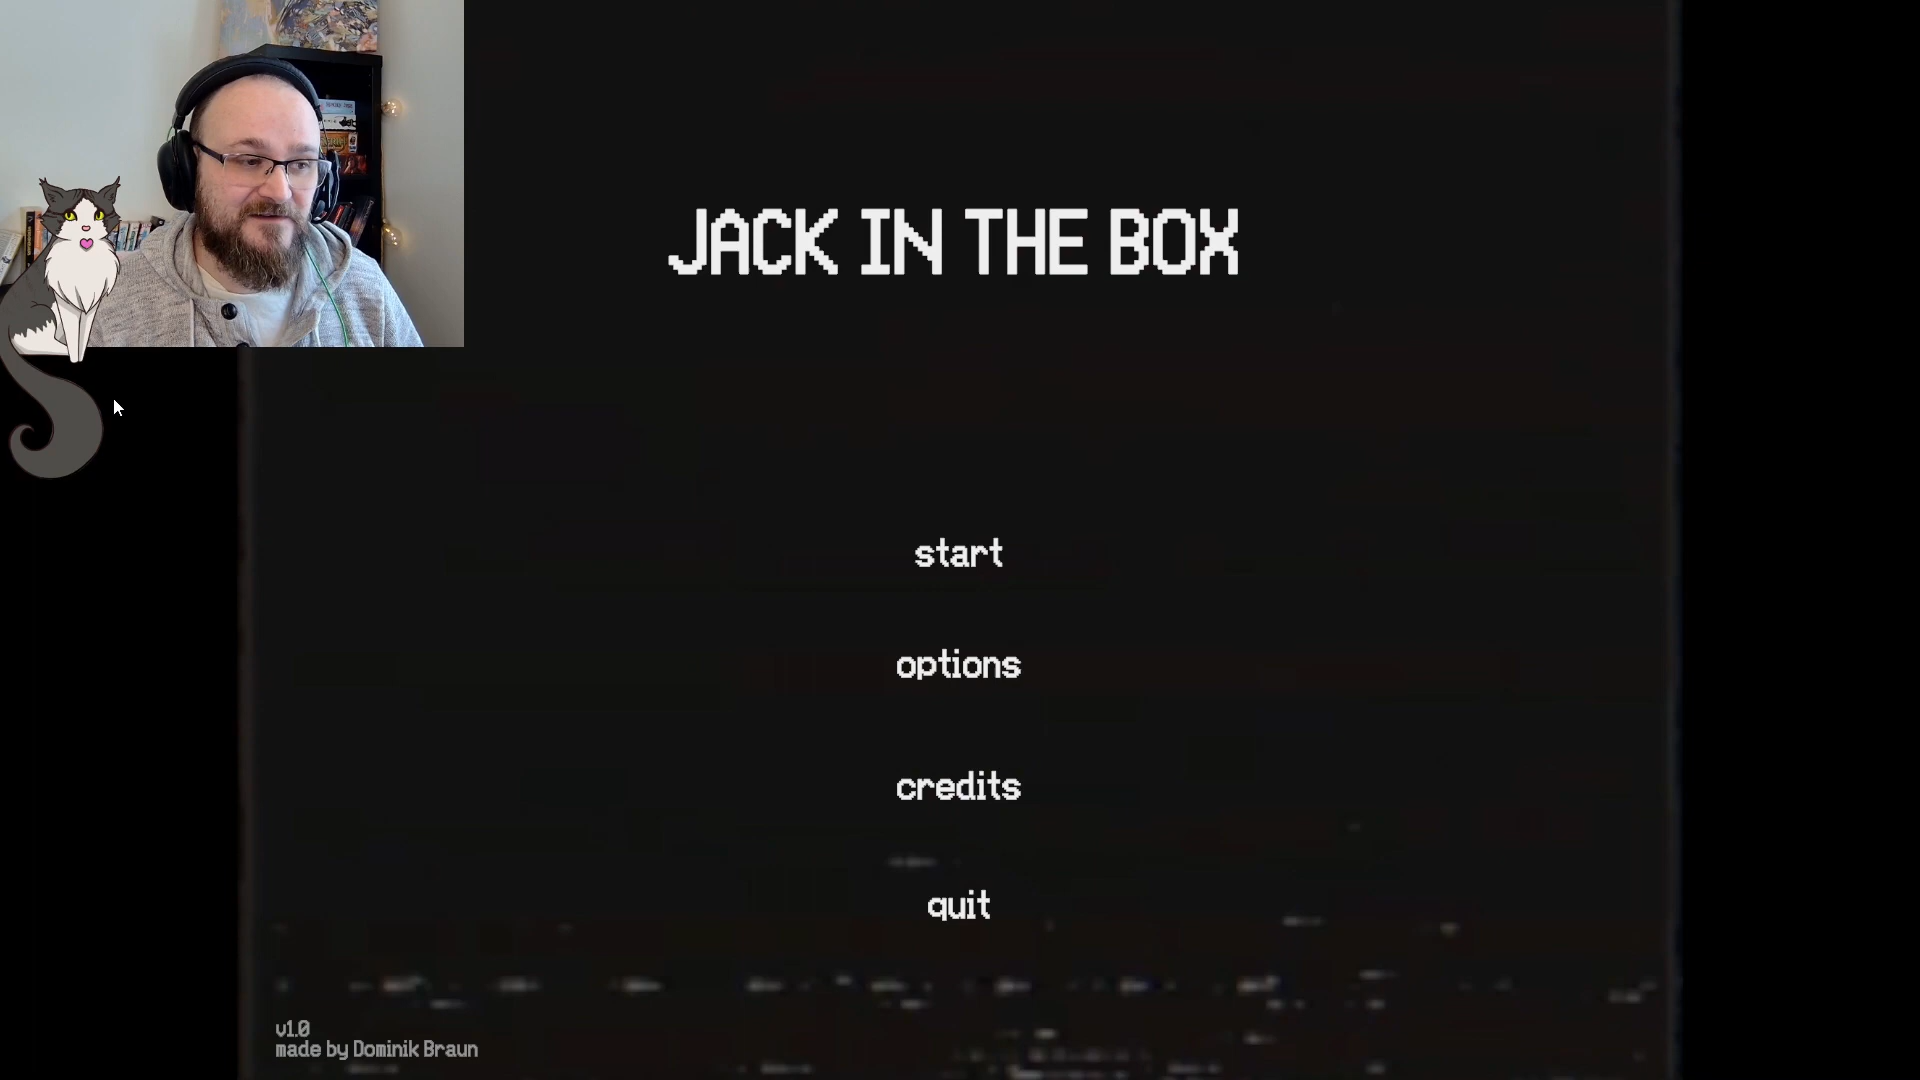 JACK IN THE BOX
start
options
credits
quit
v1.0
made by Dominik Braun